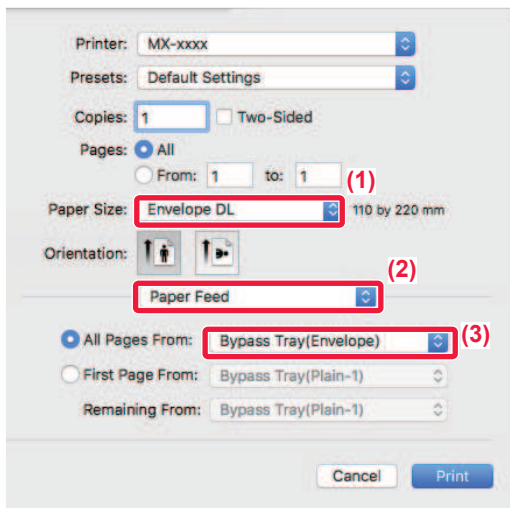 Printer: MX-xxxx
Presets: Default Settings
Copies: 1 Two-Sided
Pages: All
From: 1 to: 1
(1)
Paper Size: Envelope DL 110 by 220 mm
Orientation:
(2)
Paper Feed
All Pages From: Bypass Tray(Envelope) (3)
First Page From: Bypass Tray(Plain-1)
Remaining From: Bypass Tray(Plain-1)
Cancel Print